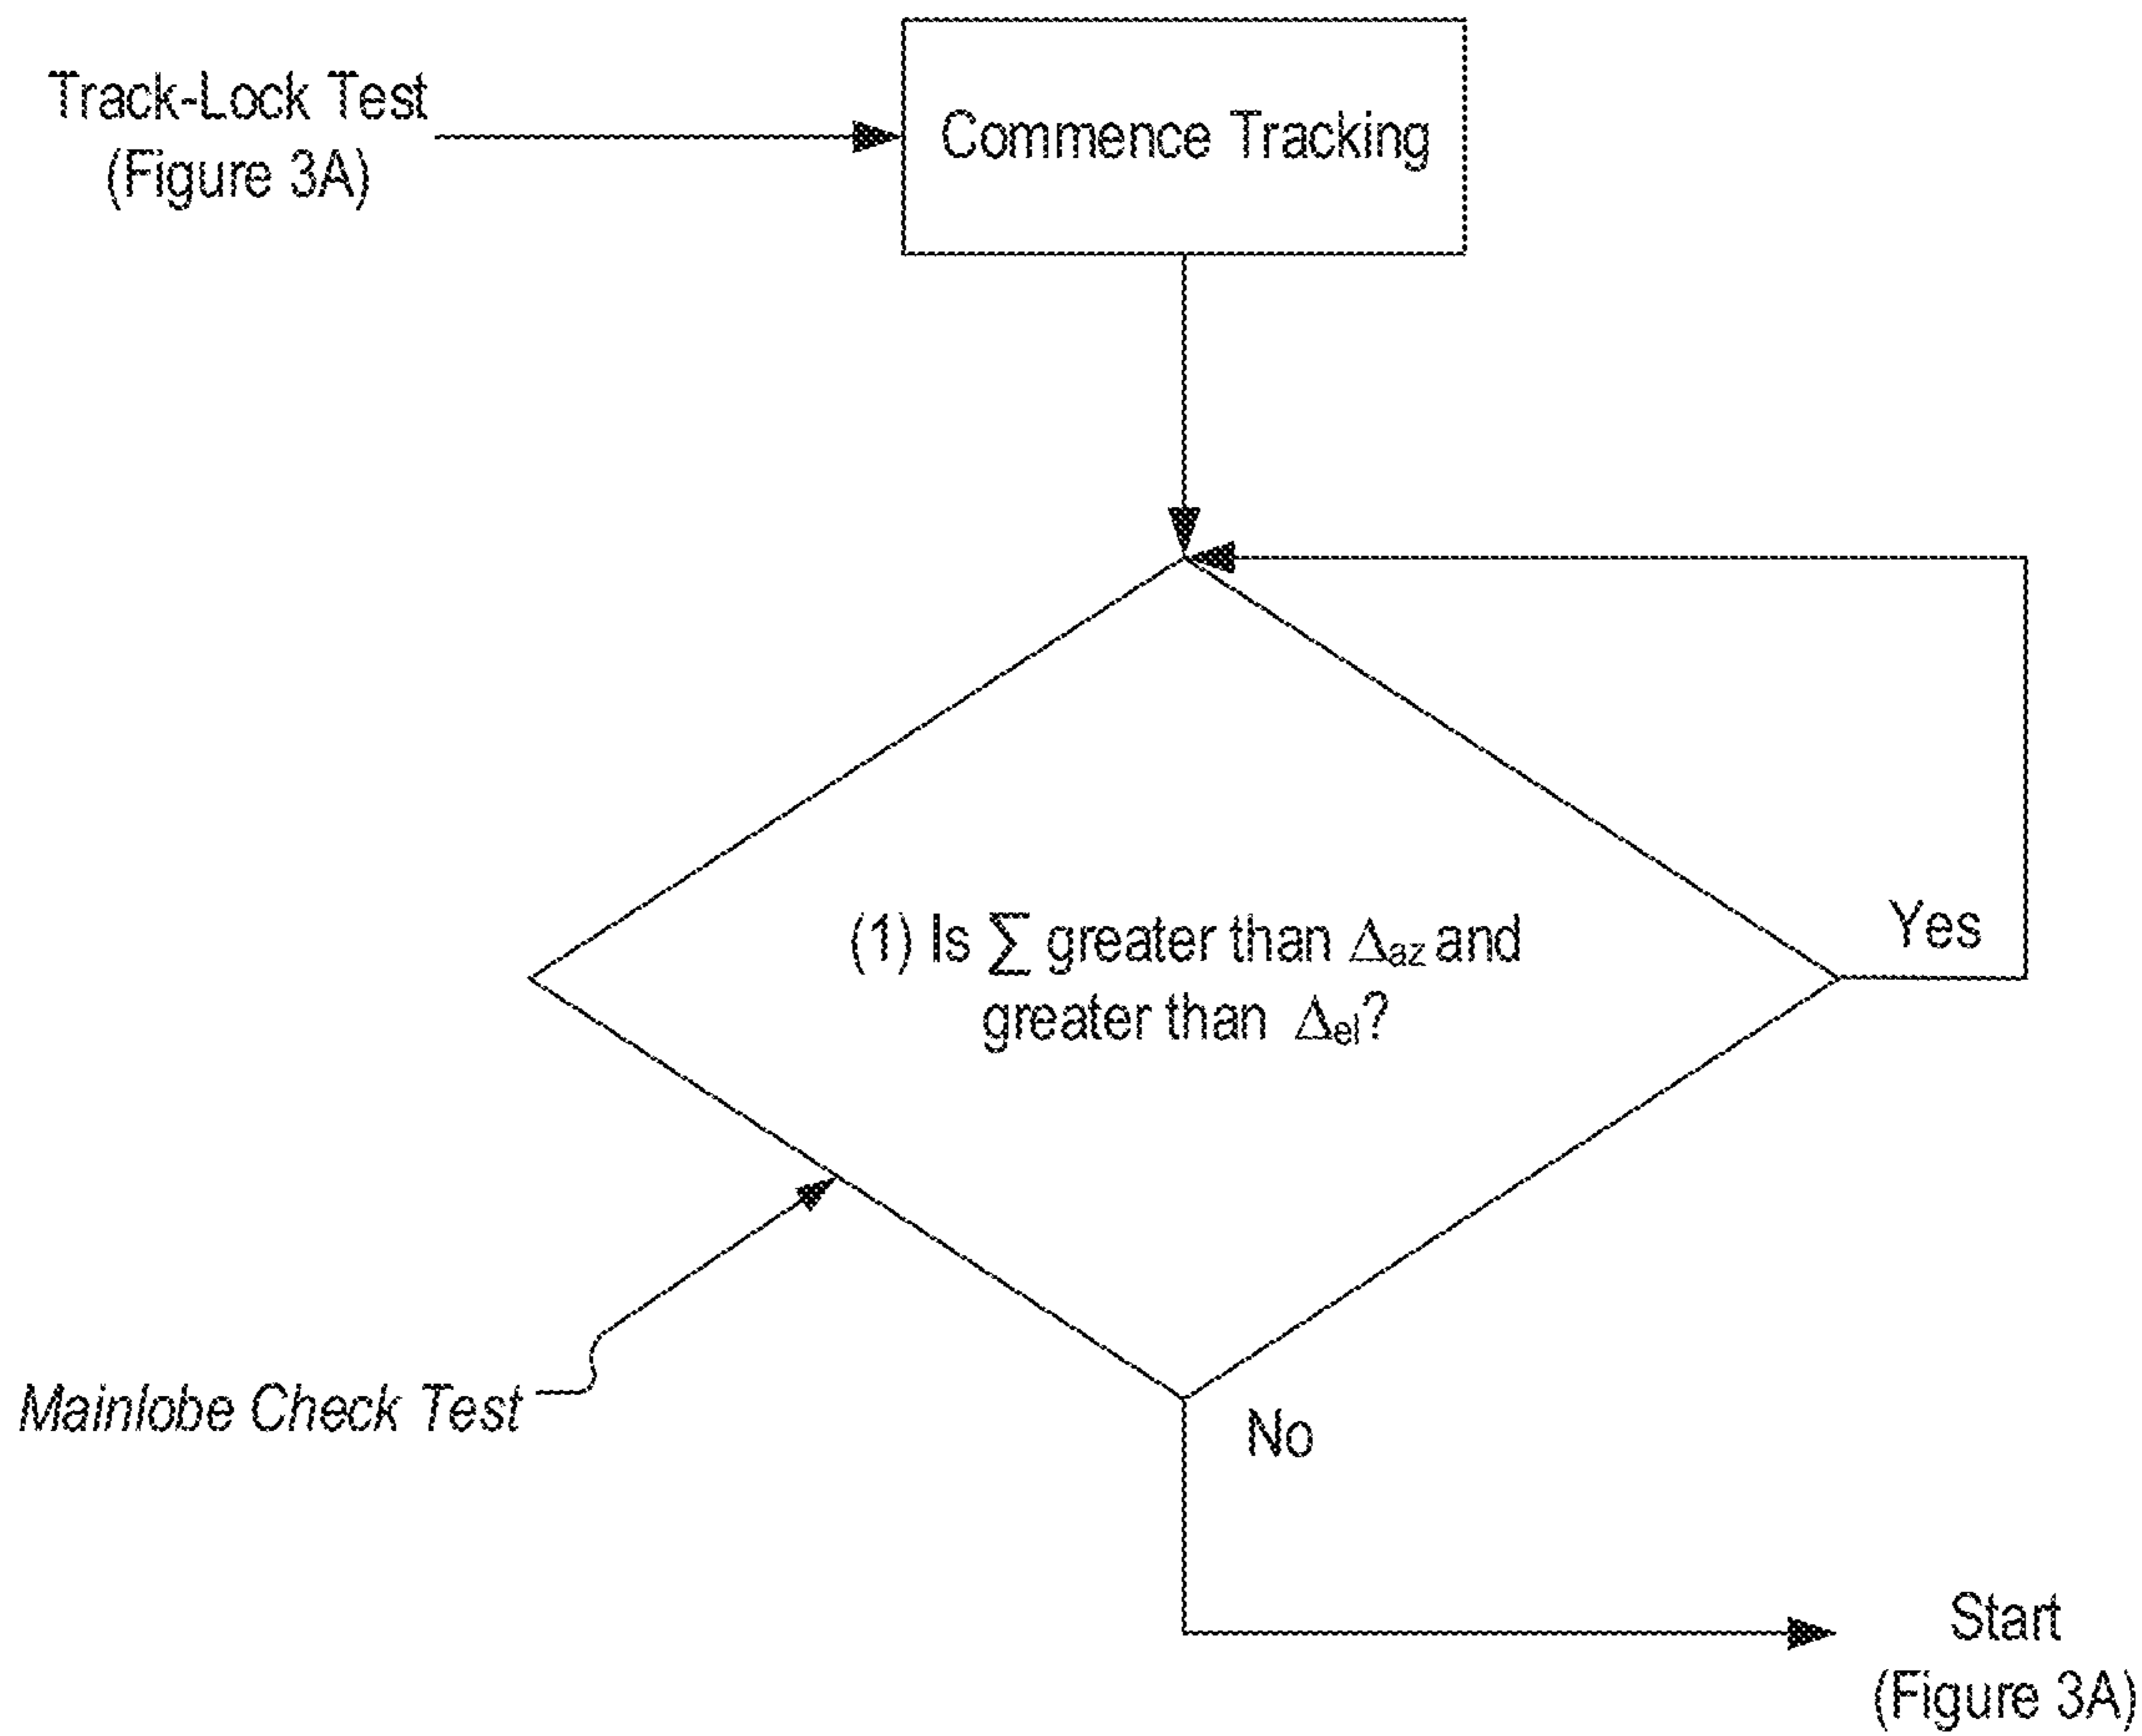 Track-Lock Test
(Figure 3A)
Commence Tracking
(1) Is ∑ greater than Δaz and
greater than Δel?
Yes
Mainlobe Check Test
No
Start
(Figure 3A)